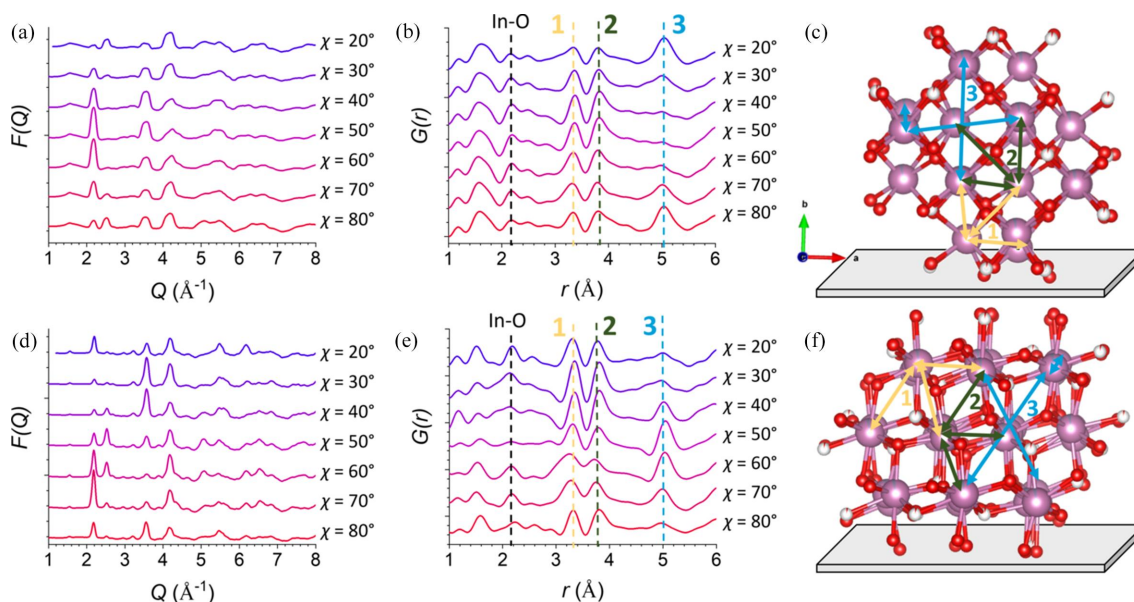 (a)
F(Q)
χ = 20°
χ = 30°
χ = 40°
χ = 50°
χ = 60°
χ = 70°
χ = 80°
1 2 3 4 5 6 7 8
Q (Å⁻¹)
(b)
In-O 1 2 3
G(r)
χ = 20°
χ = 30°
χ = 40°
χ = 50°
χ = 60°
χ = 70°
χ = 80°
1 2 3 4 5 6
r (Å)
(c)
3
2
1
b
a
(d)
F(Q)
χ = 20°
χ = 30°
χ = 40°
χ = 50°
χ = 60°
χ = 70°
χ = 80°
1 2 3 4 5 6 7 8
Q (Å⁻¹)
(e)
In-O 1 2 3
G(r)
χ = 20°
χ = 30°
χ = 40°
χ = 50°
χ = 60°
χ = 70°
χ = 80°
1 2 3 4 5 6
r (Å)
(f)
1
2
3